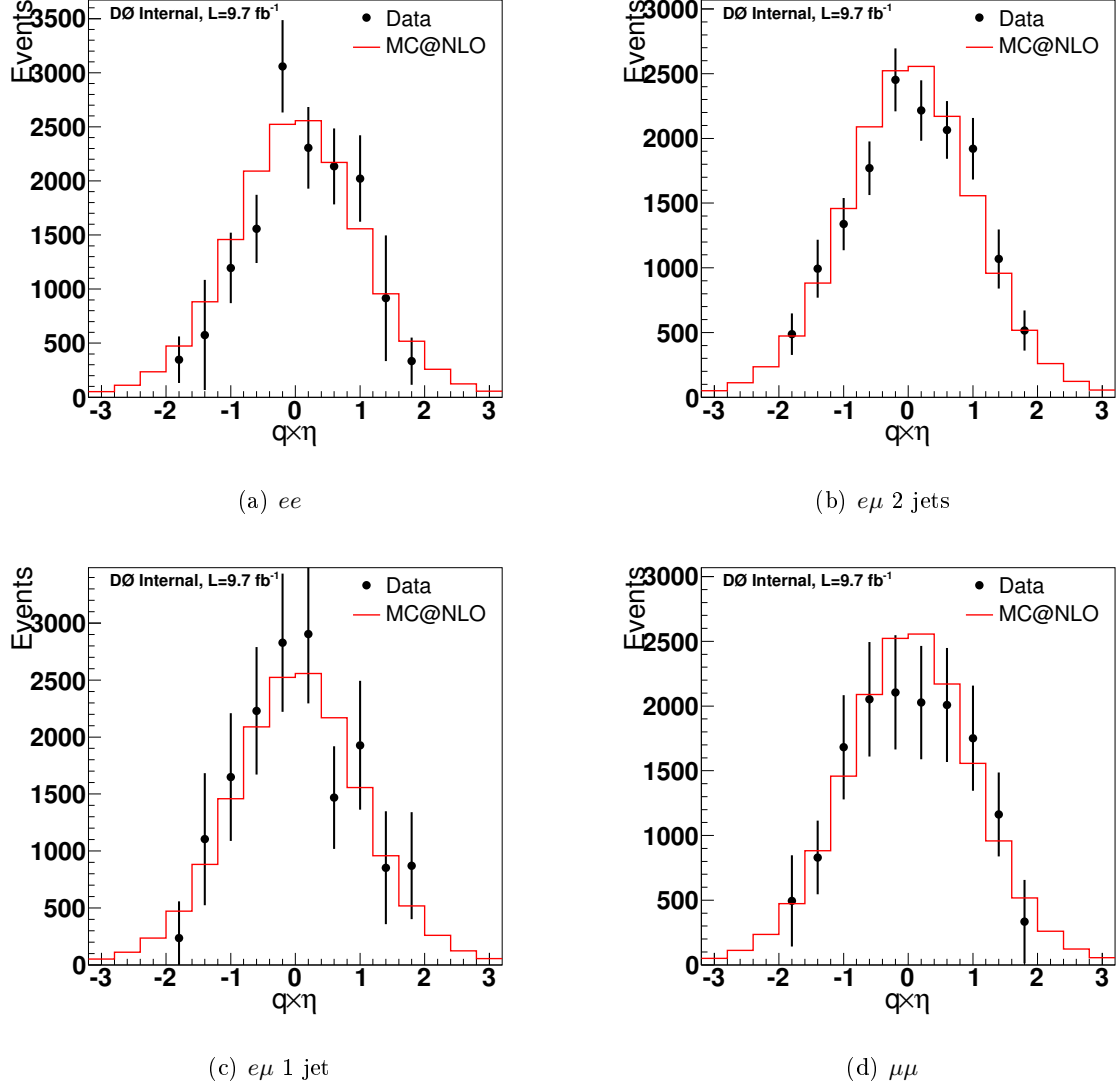 DØ Internal, L=9.7 fb⁻¹
Data
MC@NLO
Events
3500
3000
2500
2000
1500
1000
500
0
-3 -2 -1 0 1 2 3
q×η
(a) ee
DØ Internal, L=9.7 fb⁻¹
Data
MC@NLO
Events
3000
2500
2000
1500
1000
500
0
-3 -2 -1 0 1 2 3
q×η
(b) eμ 2 jets
DØ Internal, L=9.7 fb⁻¹
Data
MC@NLO
Events
3000
2500
2000
1500
1000
500
0
-3 -2 -1 0 1 2 3
q×η
(c) eμ 1 jet
DØ Internal, L=9.7 fb⁻¹
Data
MC@NLO
Events
3000
2500
2000
1500
1000
500
0
-3 -2 -1 0 1 2 3
q×η
(d) μμ